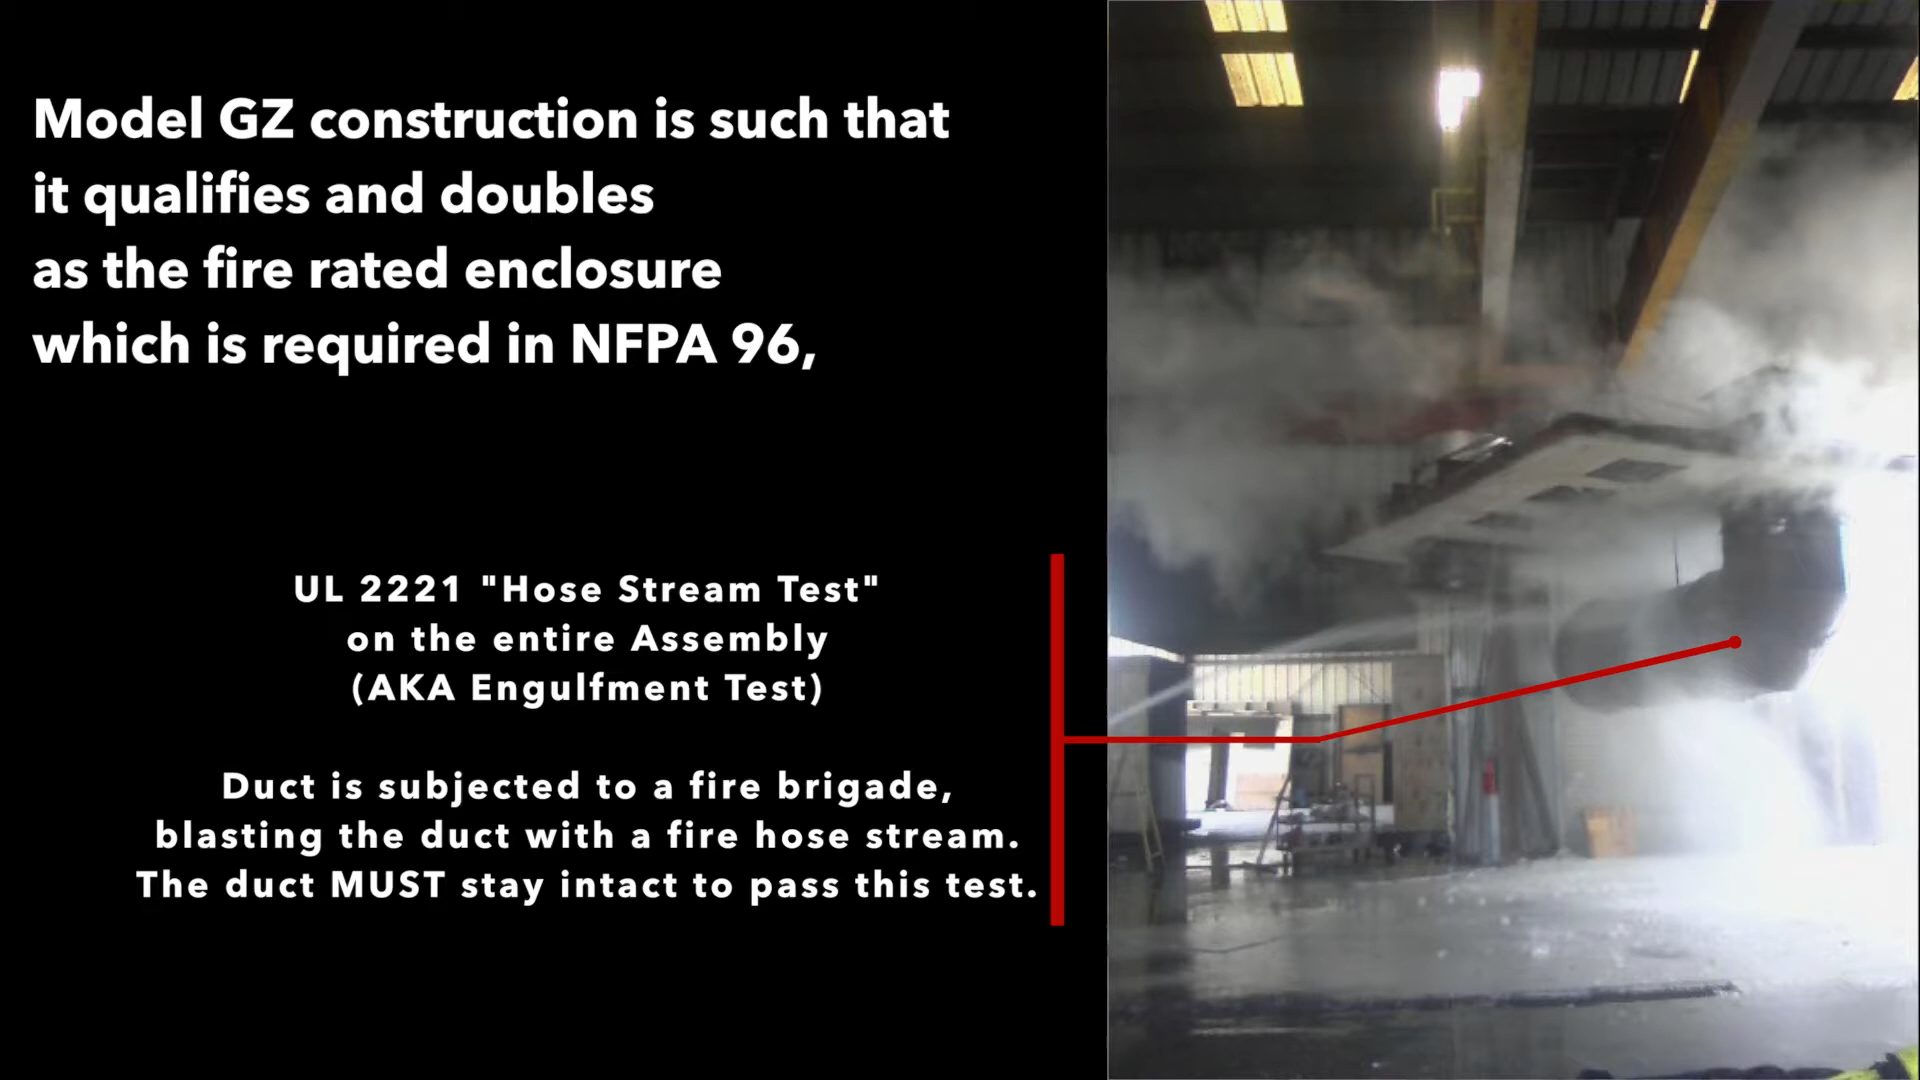 Model GZ construction is such that
it qualifies and doubles
as the fire rated enclosure
which is required in NFPA 96,
UL 2221 "Hose Stream Test"
on the entire Assembly
(AKA Engulfment Test)
Duct is subjected to a fire brigade,
blasting the duct with a fire hose stream.
The duct MUST stay intact to pass this test.